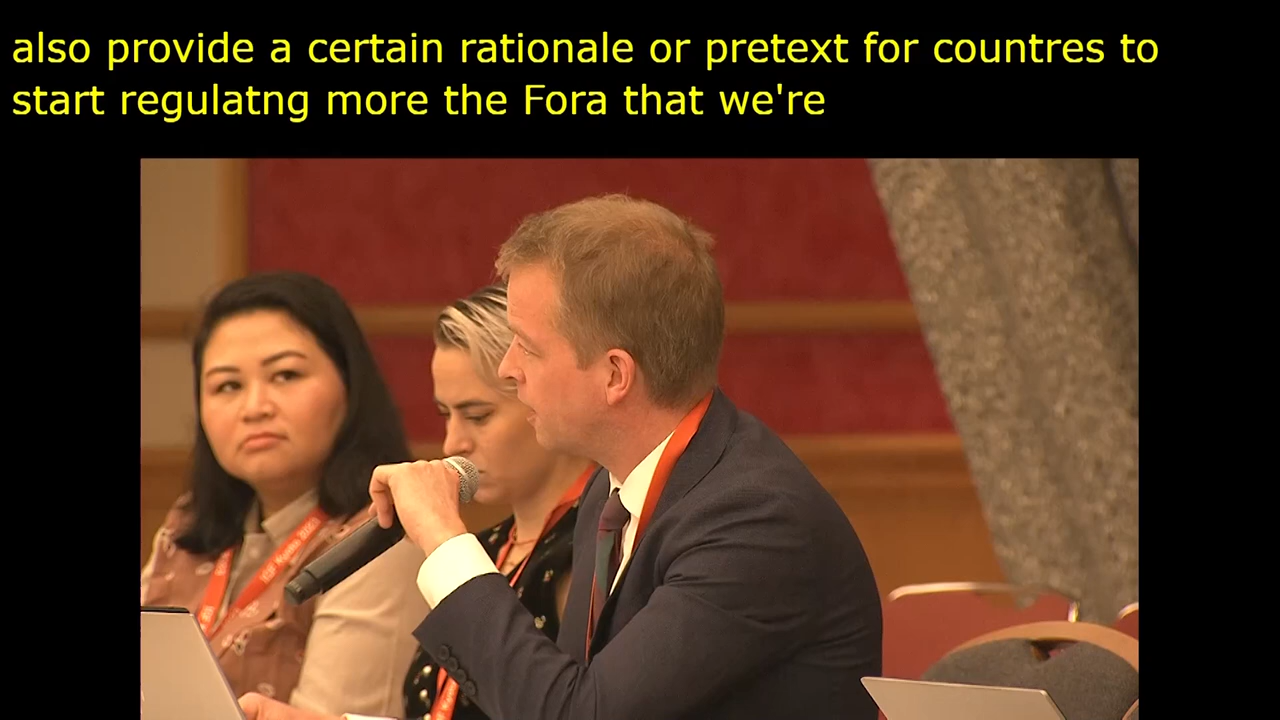 also provide a certain rationale or pretext for countres to
start regulatng more the Fora that we're